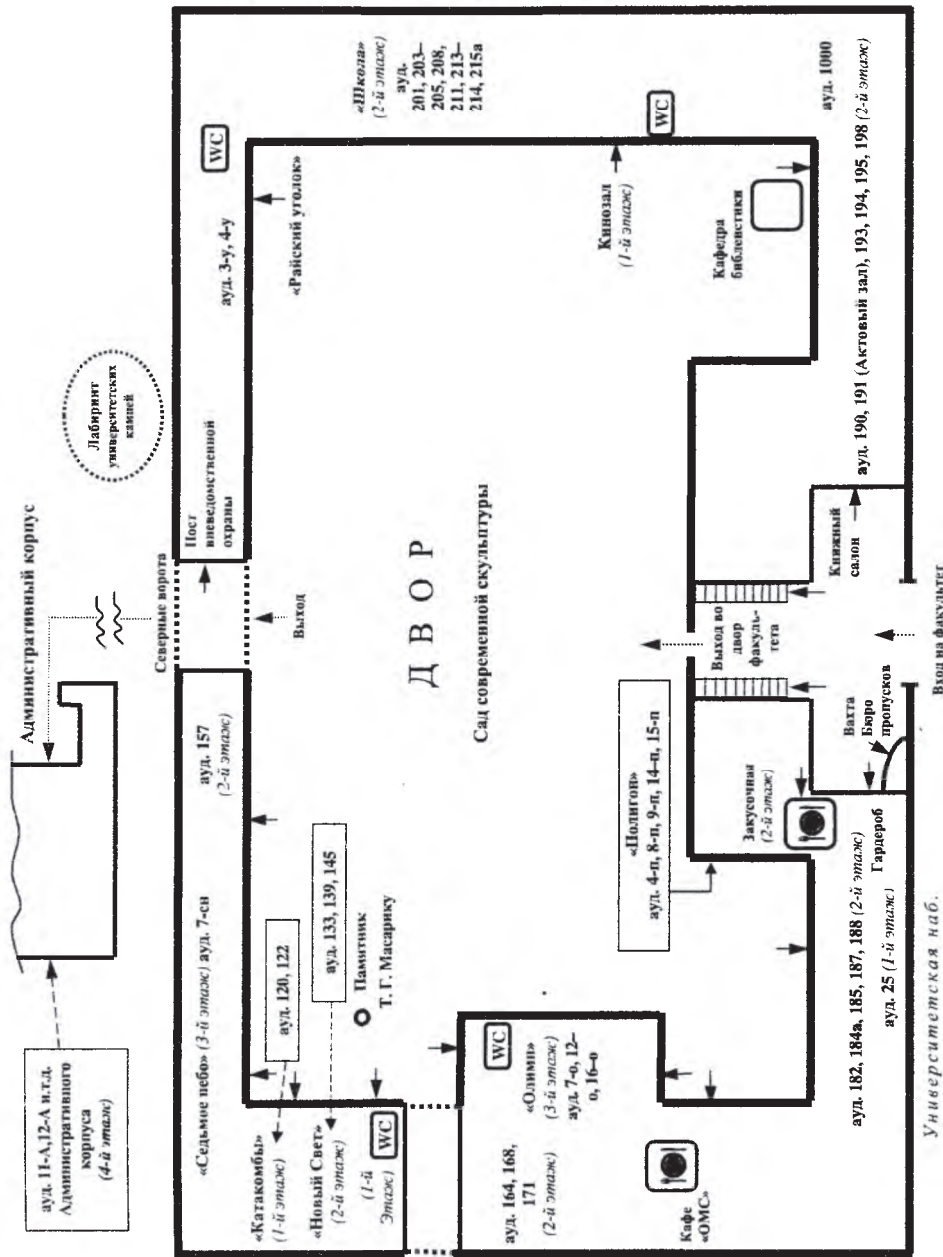 ауд. 11-А,12-А и.т.д.
Административного
корпуса
(4-й этаж)
Административный корпус
Лабиринт
университетских
камней
Северные ворота
Пост
вневедомственной
охраны
Выход
ауд. 3-у, 4-у
WC
«Райский уголок»
«Школа»
(2-й этаж)
ауд.
201, 203–
205, 208,
211, 213–
214, 215а
«Седьмое небо» (3-й этаж) ауд. 7-сн
ауд. 157
(2-й этаж)
«Катакомбы»
(1-й этаж)
ауд. 120, 122
«Новый Свет»
(2-й этаж)
ауд. 133, 139, 145
(1-й
Этаж)
WC
Памятник
Т. Г. Масарику
ДВОР
Сад современной скульптуры
Кинозал
(1-й этаж)
WC
Кафедра
библеистики
ауд. 1000
WC
«Олимп»
(3-й этаж)
ауд. 7-о, 12–
о, 16–о
ауд. 164, 168,
171
(2-й этаж)
Кафе
«ОМС»
«Полигон»
ауд. 4-п, 8-п, 9-п, 14–п, 15-п
Закусочная
(2-й этаж)
Выход во
двор
факуль-
тета
Книжный
салон
Вахта
Бюро
пропусков
Гардероб
ауд. 182, 184а, 185, 187, 188 (2-й этаж)
ауд. 25 (1-й этаж)
ауд. 190, 191 (Актовый зал), 193, 194, 195, 198 (2-й этаж)
Вход на факультет
Университетская наб.